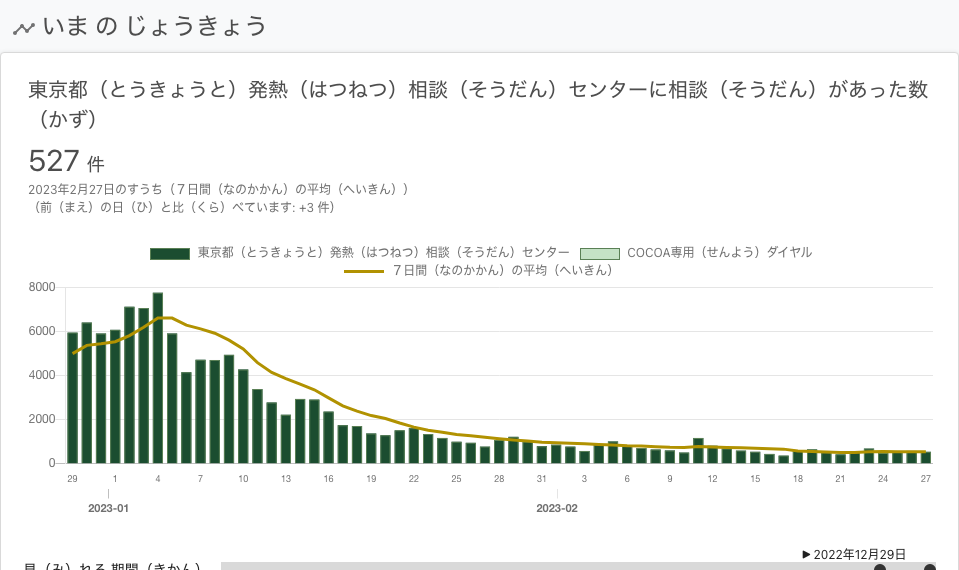 いま の じょうきょう
東京都（とうきょうと）発熱（はつねつ）相談（そうだん）センターに相談（そうだん）があった数
（かず）
527 件
2023年2月27日のすうち（７日間（なのかかん）の平均（へいきん））
（前（まえ）の日（ひ）と比（くら）べています: +3 件）
東京都（とうきょうと）発熱（はつねつ）相談（そうだん）センター COCOA専用（せんよう）ダイヤル
７日間（なのかかん）の平均（へいきん）
8000
6000
4000
2000
0
29 1 4 7 10 13 16 19 22 25 28 31 3 6 9 12 15 18 21 24 27
2023-01 2023-02
2022年12月29日
見（み）れる 期間（きかん）